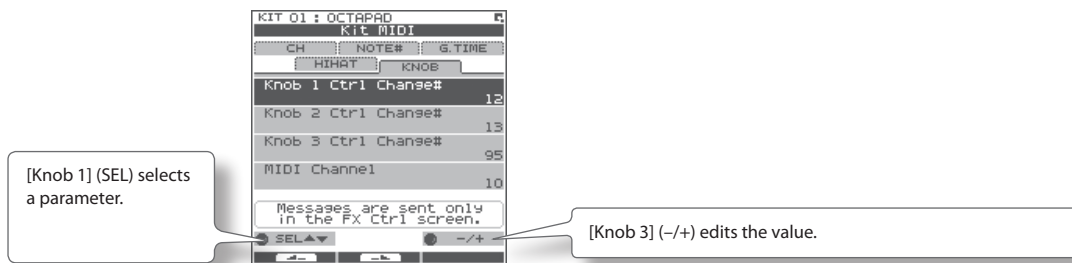 KIT 01 : OCTAPAD
Kit MIDI
CH NOTE# G.TIME
HIHAT KNOB
Knob 1 Ctrl Change#
12
Knob 2 Ctrl Change#
13
Knob 3 Ctrl Change#
95
MIDI Channel
10
Messages are sent only
in the FX Ctrl screen.
SEL▲▼ -/+
[Knob 1] (SEL) selects
a parameter.
[Knob 3] (–/+) edits the value.